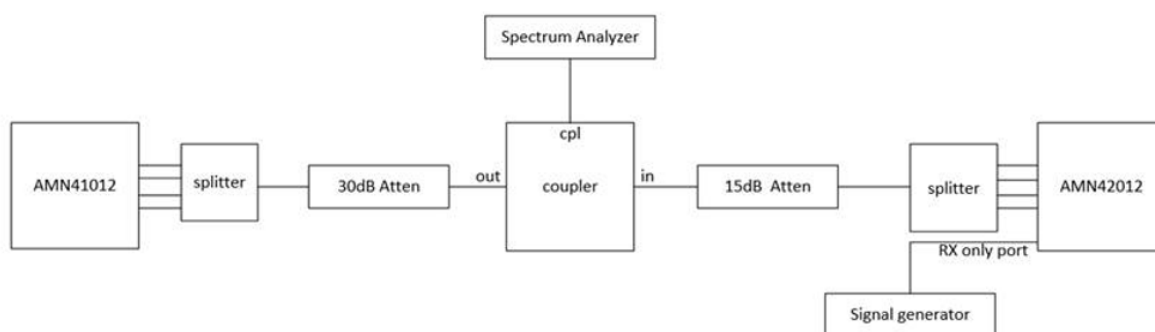 Spectrum Analyzer
cpl
AMN41012
splitter
30dB Atten
out
coupler
in
15dB Atten
splitter
AMN42012
RX only port
Signal generator